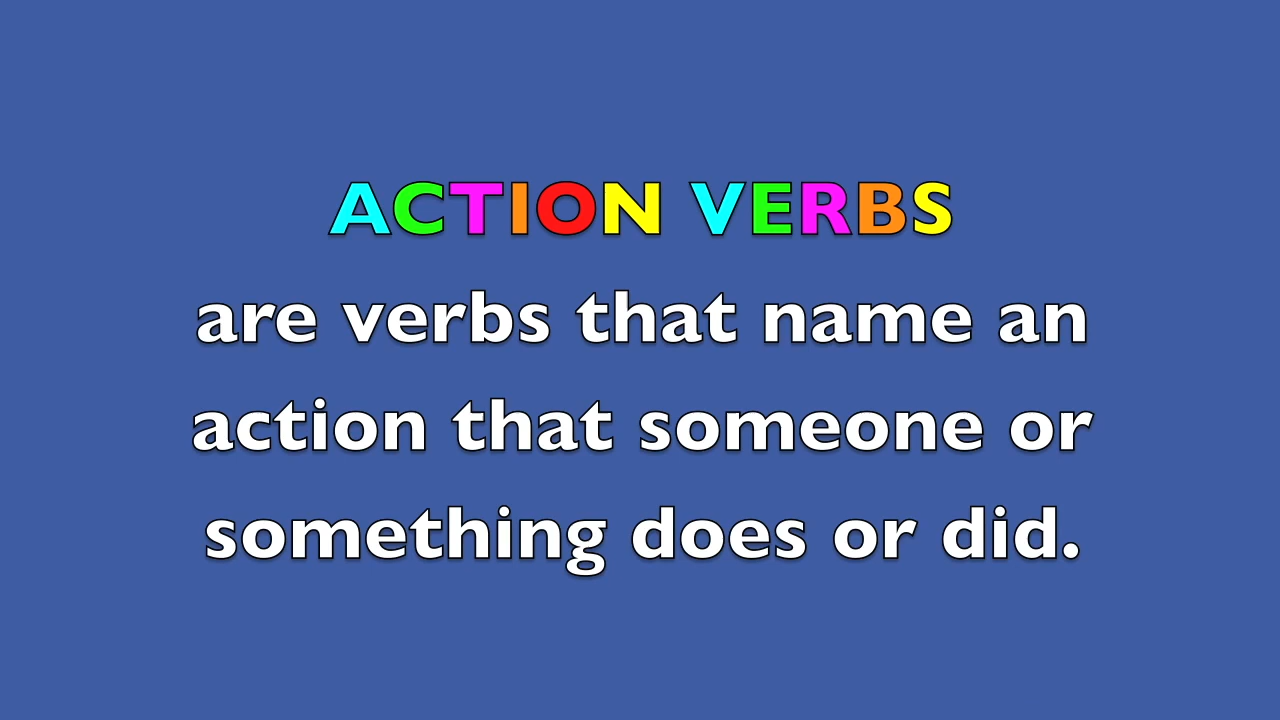 ACTION VERBS
are verbs that name an
action that someone or
something does or did.